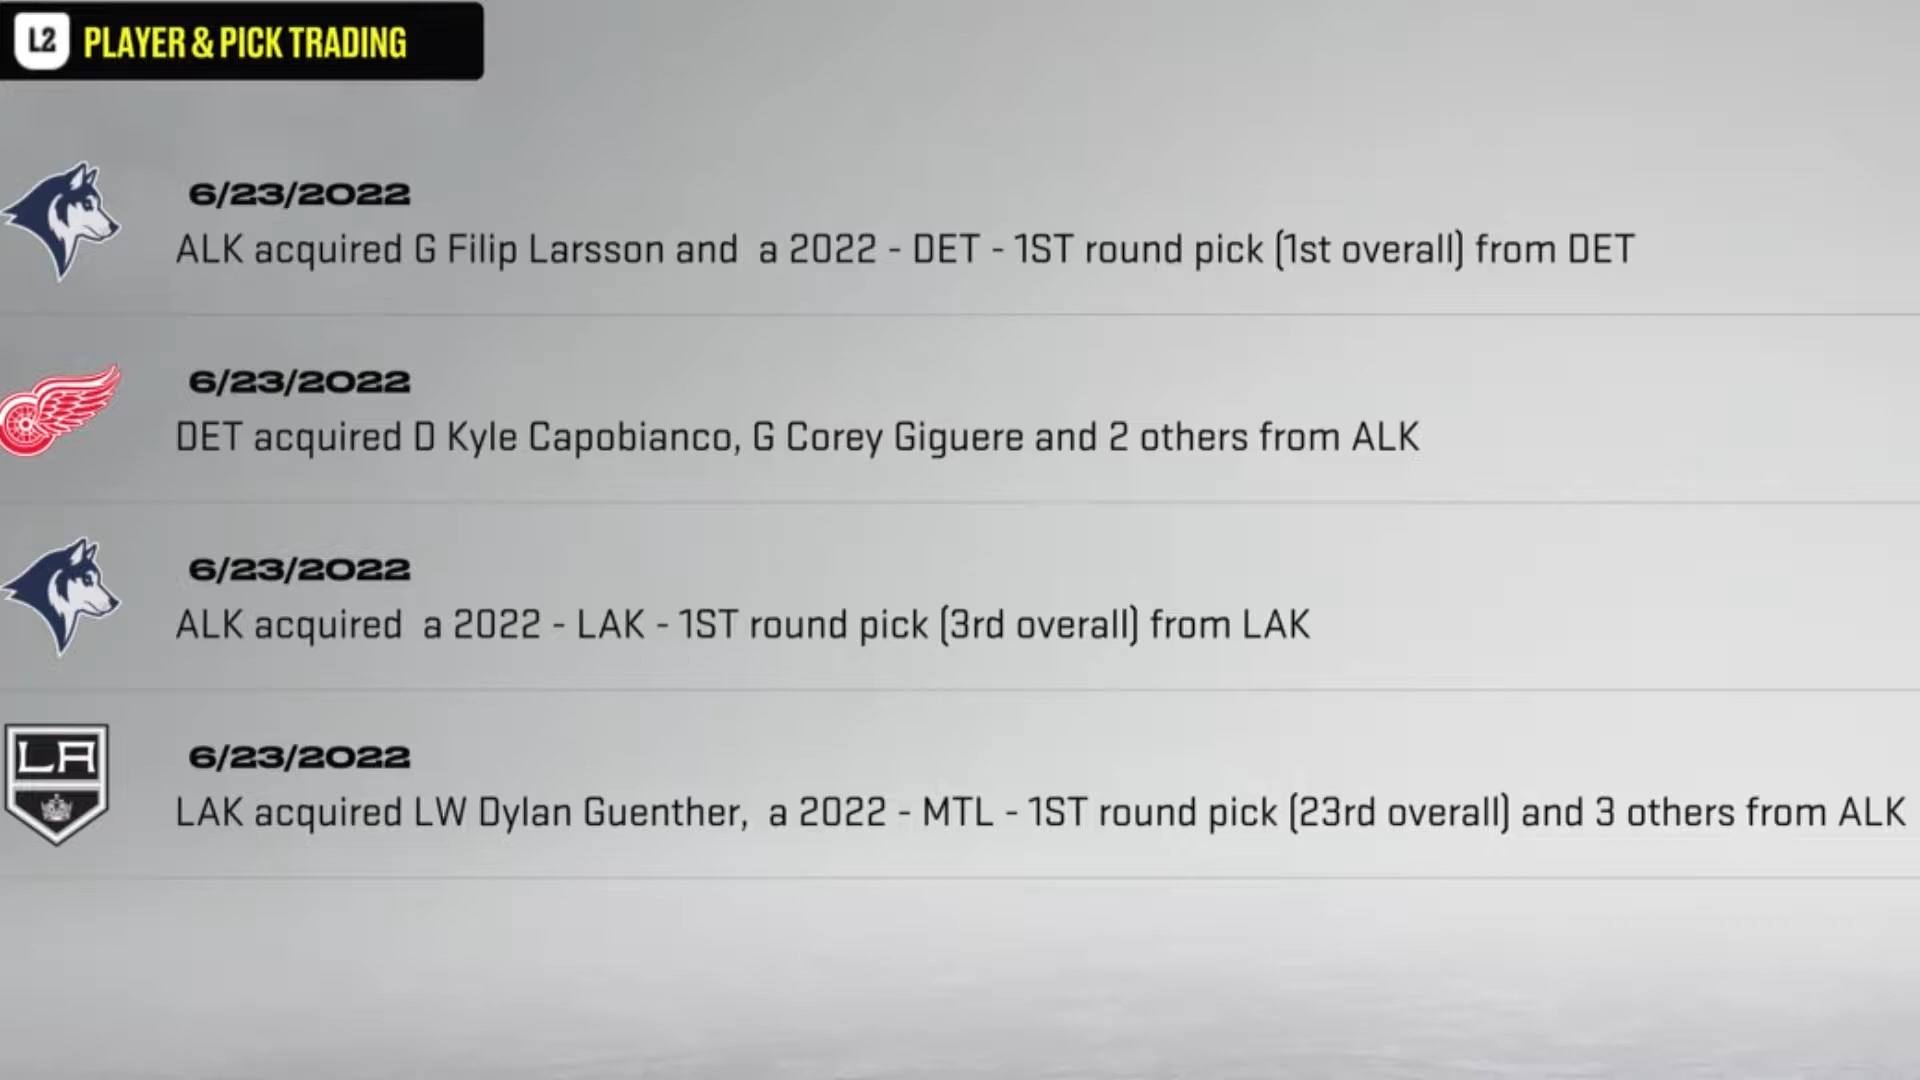 L2 PLAYER & PICK TRADING
6/23/2022
ALK acquired G Filip Larsson and a 2022 - DET - 1ST round pick (1st overall) from DET
6/23/2022
DET acquired D Kyle Capobianco, G Corey Giguere and 2 others from ALK
6/23/2022
ALK acquired a 2022 - LAK - 1ST round pick (3rd overall) from LAK
LA
6/23/2022
LAK acquired LW Dylan Guenther, a 2022 - MTL - 1ST round pick (23rd overall) and 3 others from ALK